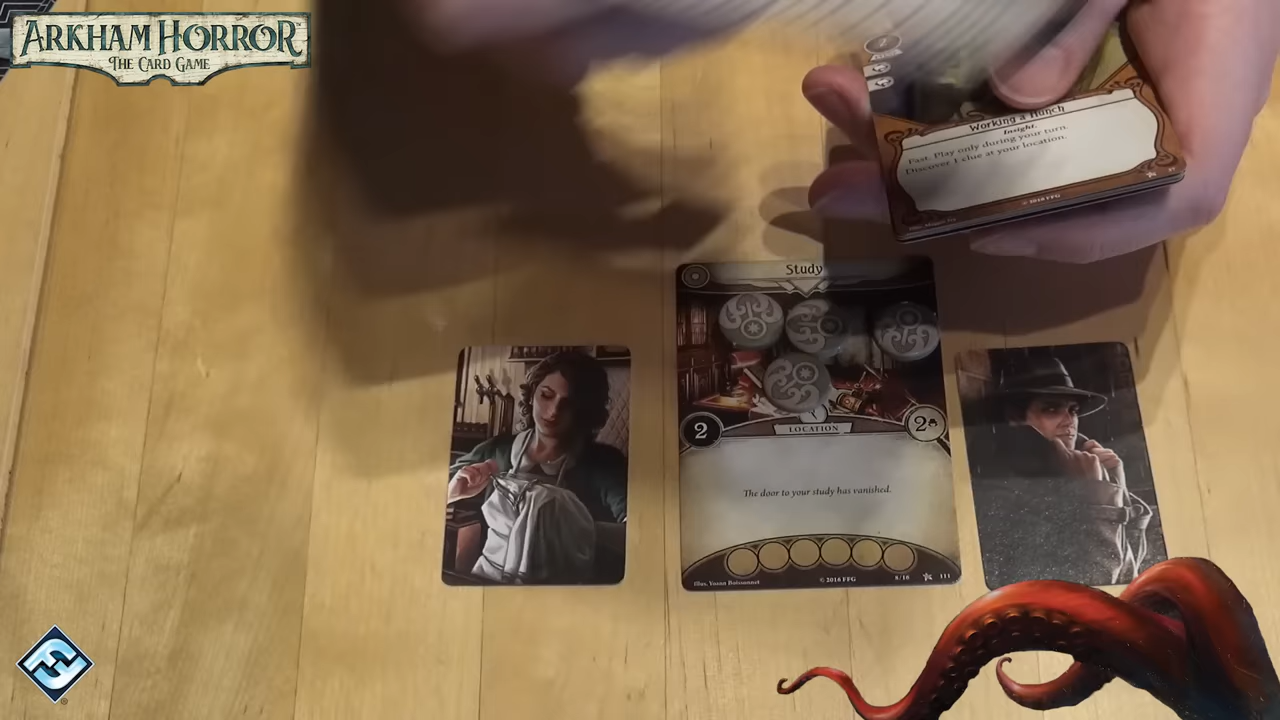 ARKHAM HORROR
THE CARD GAME
Working a Hunch
Insight.
Fast. Play only during your turn.
Discover 1 clue at your location.
© 2016 FFG
Study
2
LOCATION
2
The door to your study has vanished.
Illus. Yoann Boissonnet
© 2016 FFG
8/16
111